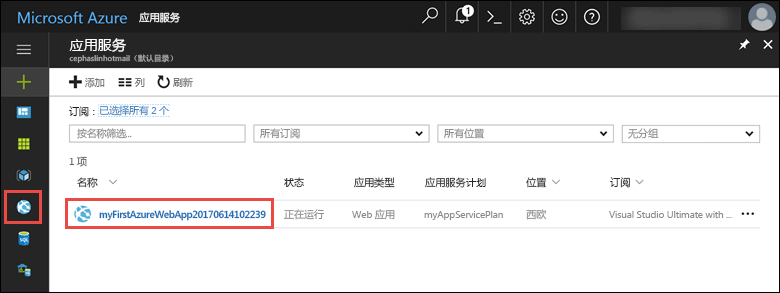 Microsoft Azure 应用服务
1
应用服务
cephaslinhotmail（默认目录）
添加 列 刷新
订阅: 已选择所有 2 个
按名称筛选... 所有订阅 所有位置 无分组
1 项
名称 状态 应用类型 应用服务计划 位置 订阅
myFirstAzureWebApp20170614102239 正在运行 Web 应用 myAppServicePlan 西欧 Visual Studio Ultimate with ...
SQL